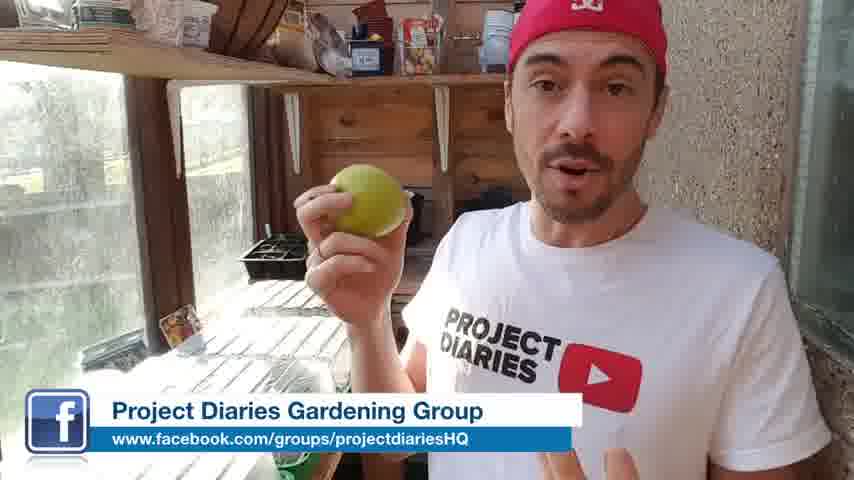 PROJECT
DIARIES
Project Diaries Gardening Group
www.facebook.com/groups/projectdiariesHQ